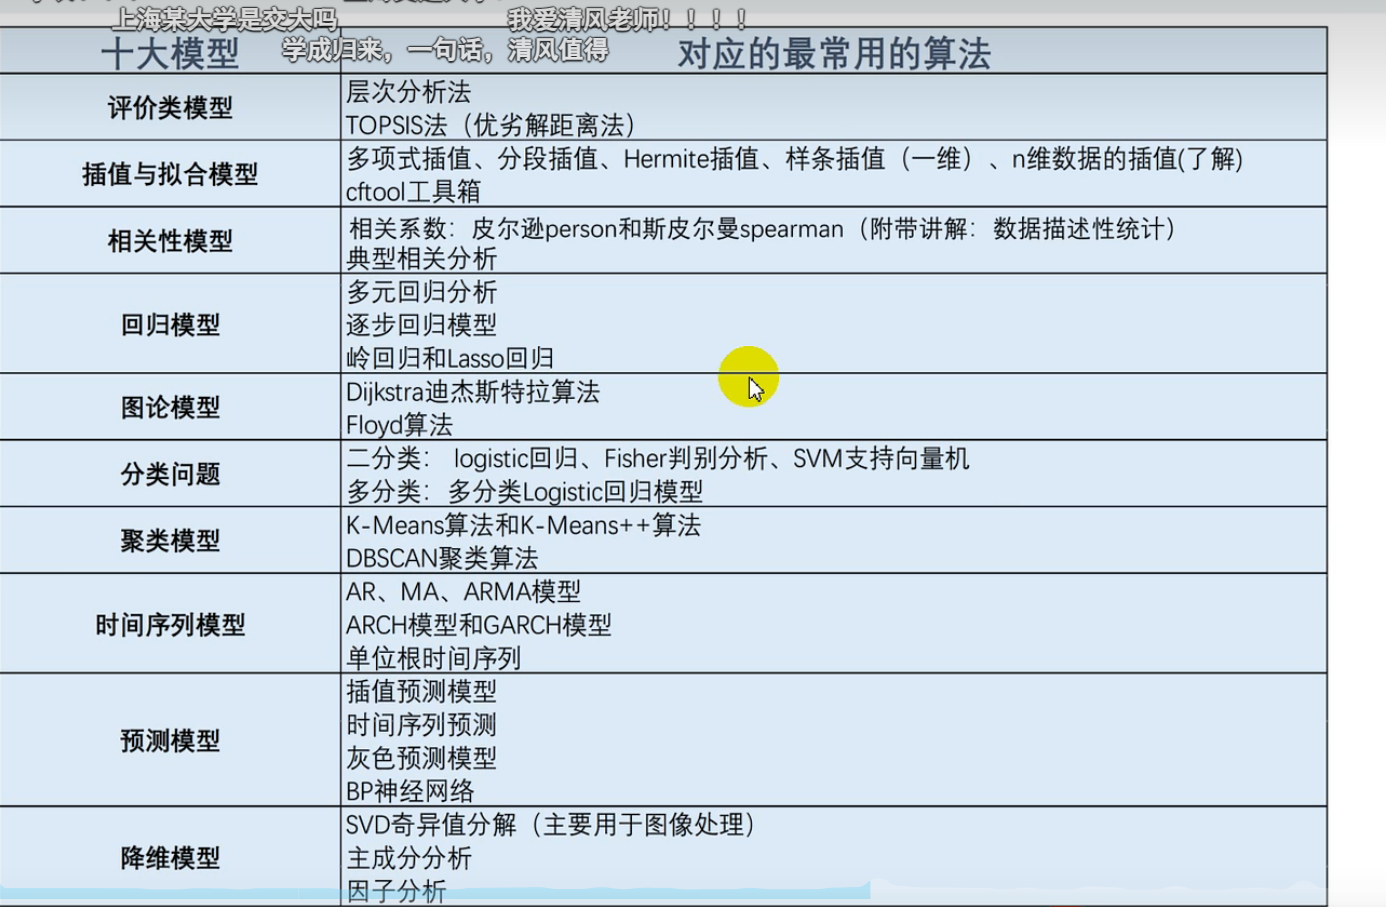 上海某大学是交大吗
我爱清风老师！！！！
学成归来，一句话，清风值得
十大模型
对应的最常用的算法
评价类模型
层次分析法
TOPSIS法（优劣解距离法）
插值与拟合模型
多项式插值、分段插值、Hermite插值、样条插值（一维）、n维数据的插值(了解)
cftool工具箱
相关性模型
相关系数：皮尔逊person和斯皮尔曼spearman（附带讲解：数据描述性统计）
典型相关分析
回归模型
多元回归分析
逐步回归模型
岭回归和Lasso回归
图论模型
Dijkstra迪杰斯特拉算法
Floyd算法
分类问题
二分类： logistic回归、Fisher判别分析、SVM支持向量机
多分类：多分类Logistic回归模型
聚类模型
K-Means算法和K-Means++算法
DBSCAN聚类算法
时间序列模型
AR、MA、ARMA模型
ARCH模型和GARCH模型
单位根时间序列
预测模型
插值预测模型
时间序列预测
灰色预测模型
BP神经网络
降维模型
SVD奇异值分解（主要用于图像处理）
主成分分析
因子分析